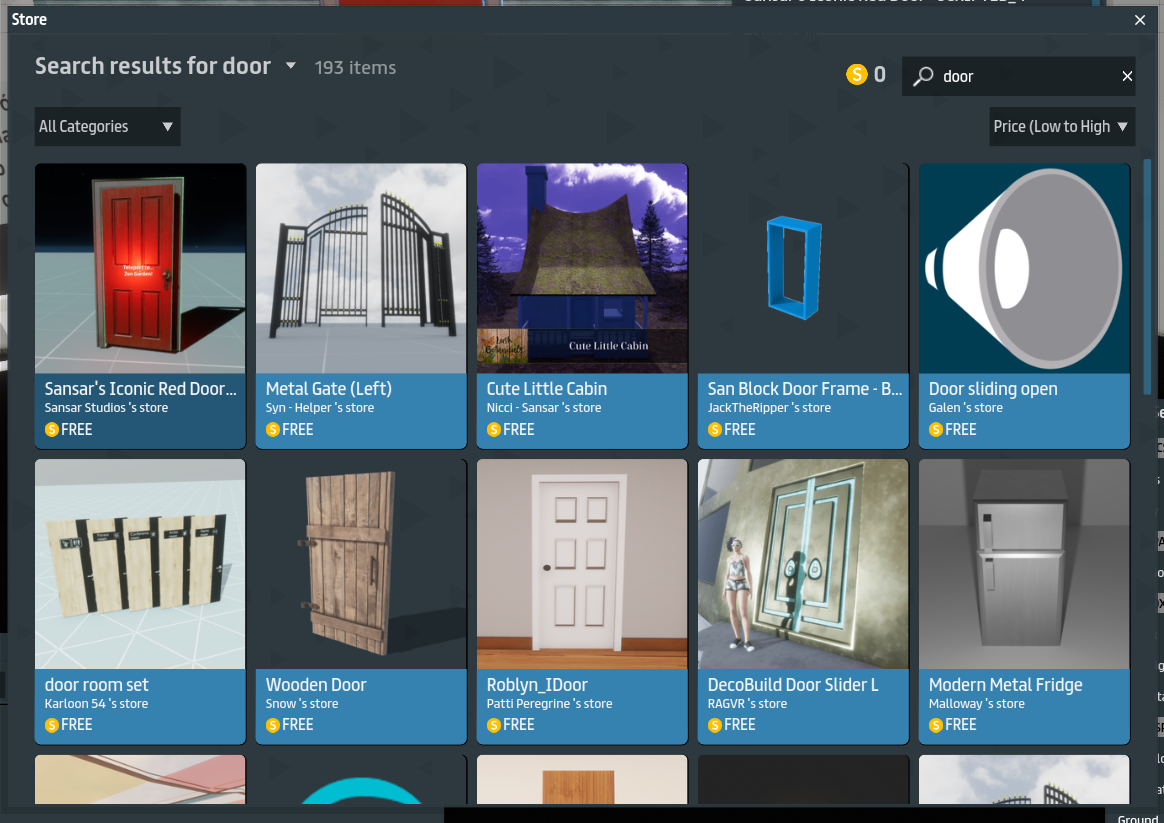 Store
Search results for door
193 items
0
door
All Categories
Price (Low to High
Teleport to...
Zen Garden!
Cute Little Cabin
Sansar's Iconic Red Door...
Sansar Studios 's store
FREE
Metal Gate (Left)
Syn - Helper 's store
FREE
Cute Little Cabin
Nicci - Sansar 's store
FREE
San Block Door Frame - B...
JackTheRipper 's store
FREE
Door sliding open
Galen 's store
FREE
door room set
Karloon 54 's store
FREE
Wooden Door
Snow 's store
FREE
Roblyn_IDoor
Patti Peregrine 's store
FREE
DecoBuild Door Slider L
RAGVR 's store
FREE
Modern Metal Fridge
Malloway 's store
FREE
Ground